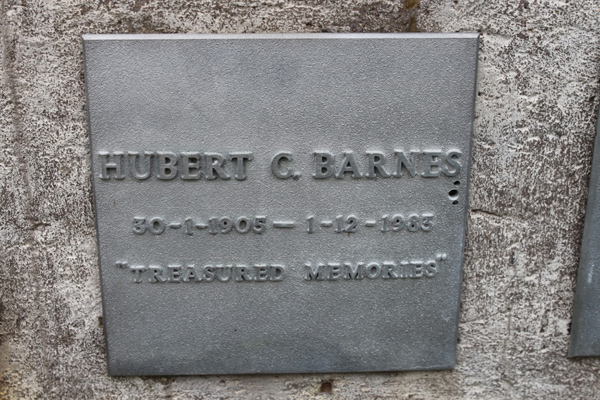 HUBERT C. BARNES
30-1-1905 — 1-12-1983
"TREASURED MEMORIES"